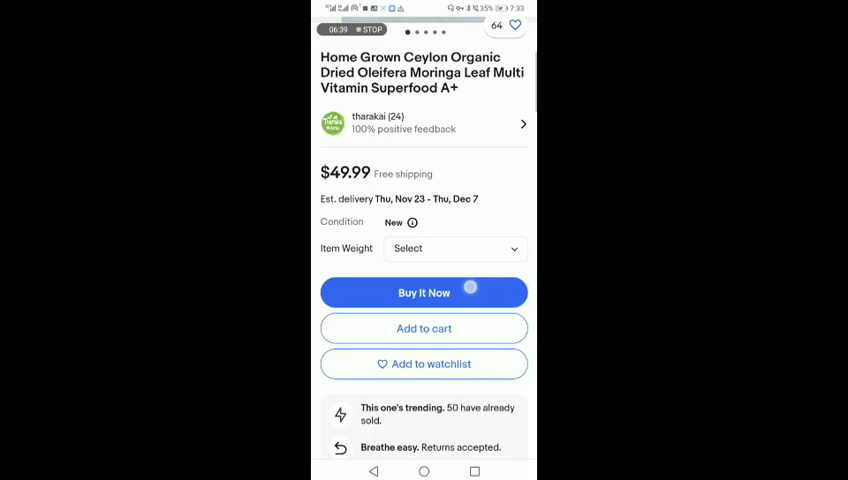 35% 7:33
06:39 STOP
64
Home Grown Ceylon Organic
Dried Oleifera Moringa Leaf Multi
Vitamin Superfood A+
tharakai (24)
100% positive feedback
$49.99 Free shipping
Est. delivery Thu, Nov 23 - Thu, Dec 7
Condition New
Item Weight Select
Buy It Now
Add to cart
Add to watchlist
This one's trending. 50 have already
sold.
Breathe easy. Returns accepted.